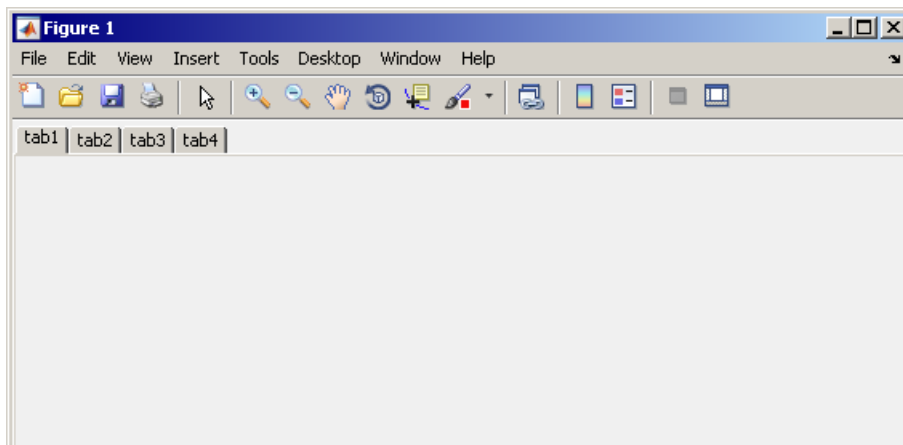 Figure 1
File Edit View Insert Tools Desktop Window Help
tab1 tab2 tab3 tab4